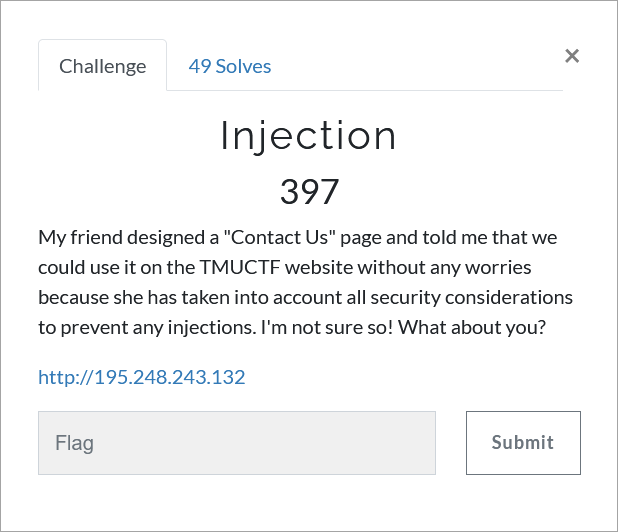 Challenge
49 Solves
×
Injection
397
My friend designed a "Contact Us" page and told me that we
could use it on the TMUCTF website without any worries
because she has taken into account all security considerations
to prevent any injections. I'm not sure so! What about you?
http://195.248.243.132
Flag
Submit